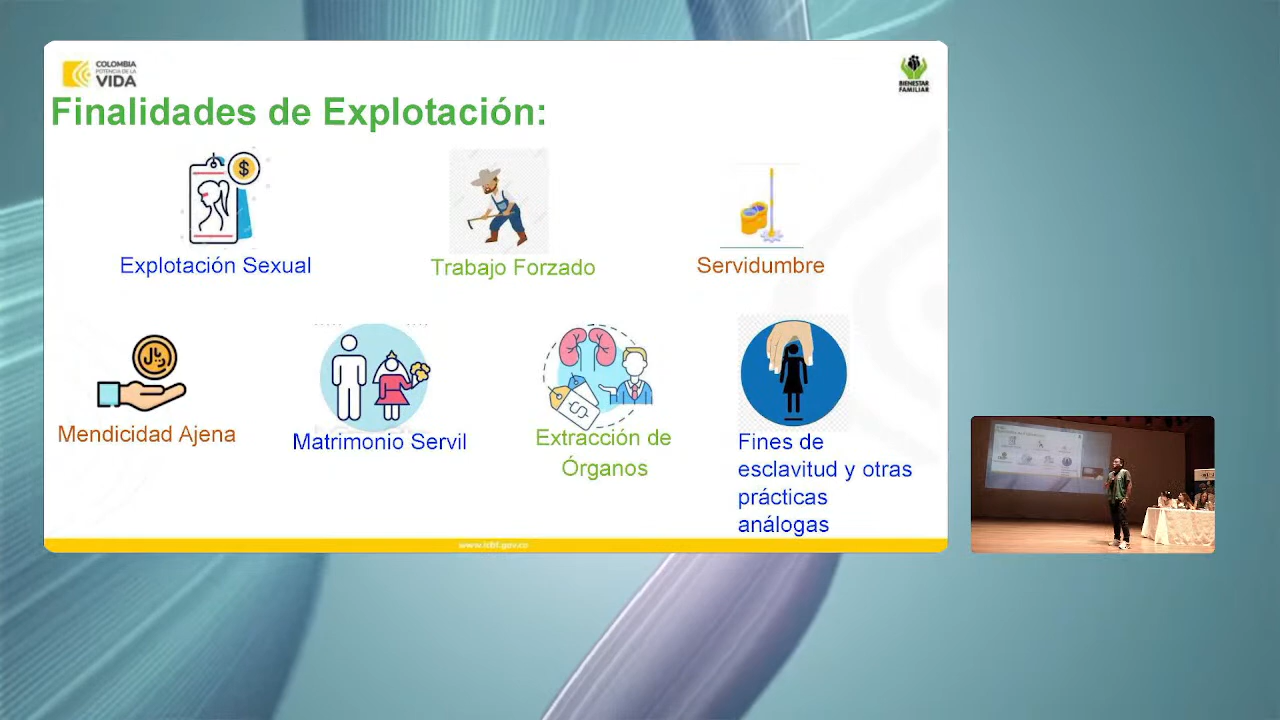 COLOMBIA
POTENCIA DE LA
VIDA
BIENESTAR
FAMILIAR
Finalidades de Explotación:
$
Explotación Sexual
Trabajo Forzado
Servidumbre
Mendicidad Ajena
Matrimonio Servil
$
Extracción de
Órganos
Fines de
esclavitud y otras
prácticas
análogas
www.icbf.gov.co